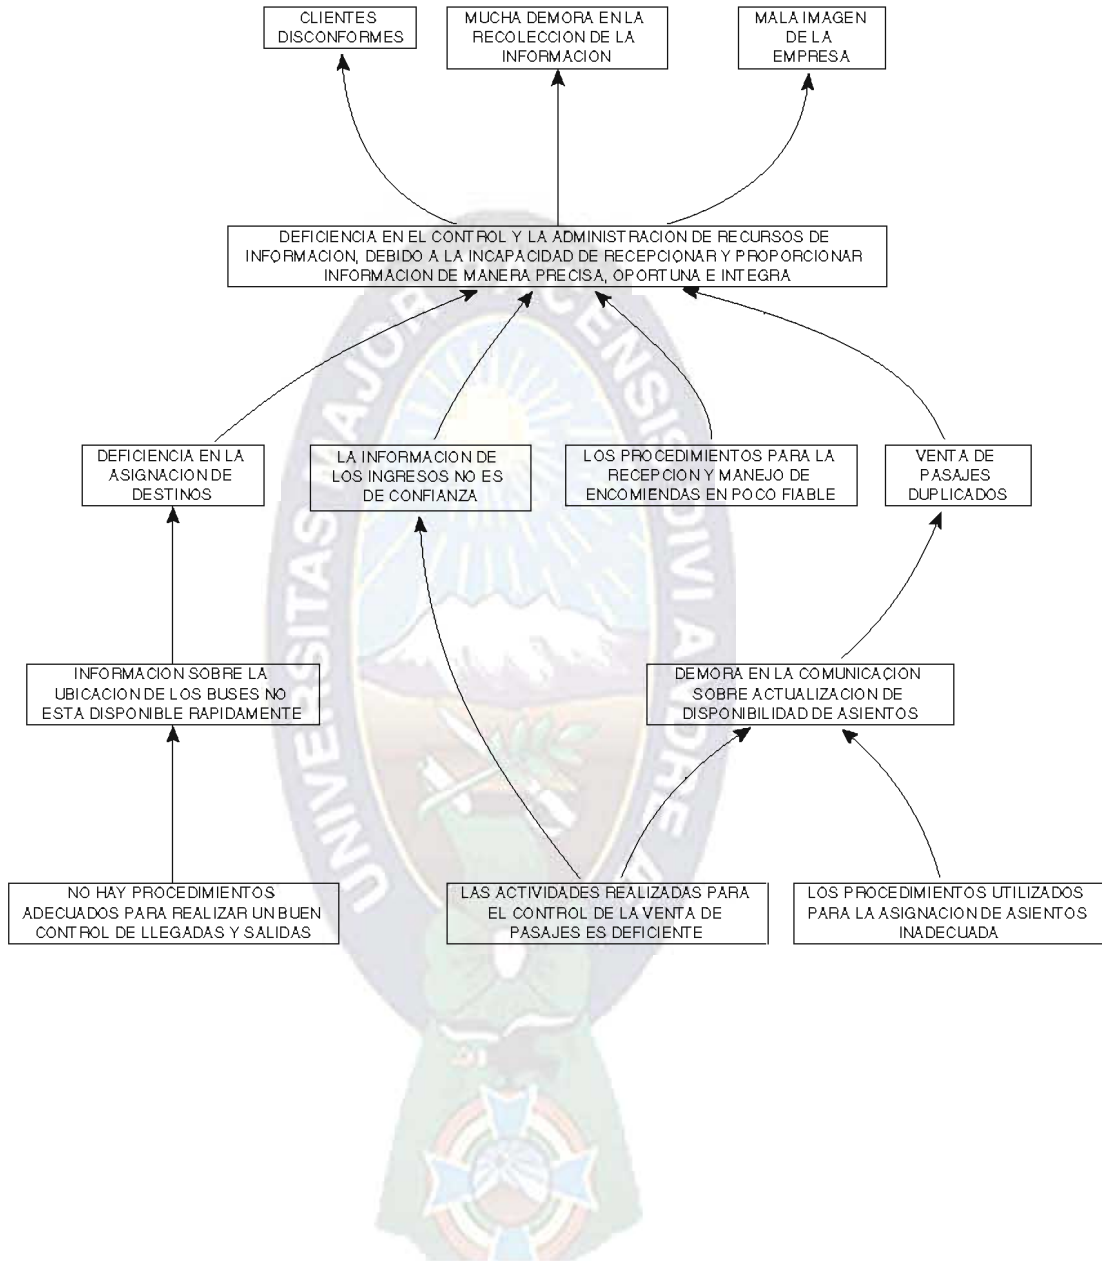 CLIENTES
DISCONFORMES
MUCHA DEMORA EN LA
RECOLECCION DE LA
INFORMACION
MALA IMAGEN
DE LA
EMPRESA
DEFICIENCIA EN EL CONTROL Y LA ADMINISTRACION DE RECURSOS DE
INFORMACION, DEBIDO A LA INCAPACIDAD DE RECEPCIONAR Y PROPORCIONAR
INFORMACION DE MANERA PRECISA, OPORTUNA E INTEGRA
DEFICIENCIA EN LA
ASIGNACION DE
DESTINOS
LA INFORMACION DE
LOS INGRESOS NO ES
DE CONFIANZA
LOS PROCEDIMIENTOS PARA LA
RECEPCION Y MANEJO DE
ENCOMIENDAS EN POCO FIABLE
VENTA DE
PASAJES
DUPLICADOS
INFORMACION SOBRE LA
UBICACION DE LOS BUSES NO
ESTA DISPONIBLE RAPIDAMENTE
DEMORA EN LA COMUNICACION
SOBRE ACTUALIZACION DE
DISPONIBILIDAD DE ASIENTOS
NO HAY PROCEDIMIENTOS
ADECUADOS PARA REALIZAR UN BUEN
CONTROL DE LLEGADAS Y SALIDAS
LAS ACTIVIDADES REALIZADAS PARA
EL CONTROL DE LA VENTA DE
PASAJES ES DEFICIENTE
LOS PROCEDIMIENTOS UTILIZADOS
PARA LA ASIGNACION DE ASIENTOS
INADECUADA
UNIVERSITAS MAJOR PACENSIS DIVI ANDRE AE